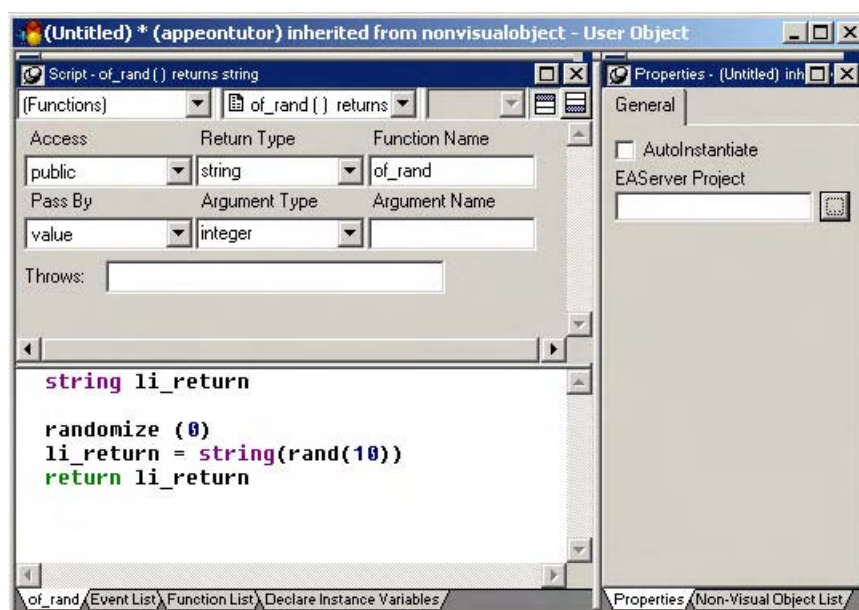 (Untitled) * (appeontutor) inherited from nonvisualobject - User Object
Script - of_rand ( ) returns string
(Functions)
of_rand ( ) returns
Access Return Type Function Name
public string of_rand
Pass By Argument Type Argument Name
value integer
Throws:
string li_return
randomize (0)
li_return = string(rand(10))
return li_return
of_rand Event List Function List Declare Instance Variables
Properties - (Untitled) inh
General
AutoInstantiate
EAServer Project
Properties Non-Visual Object List